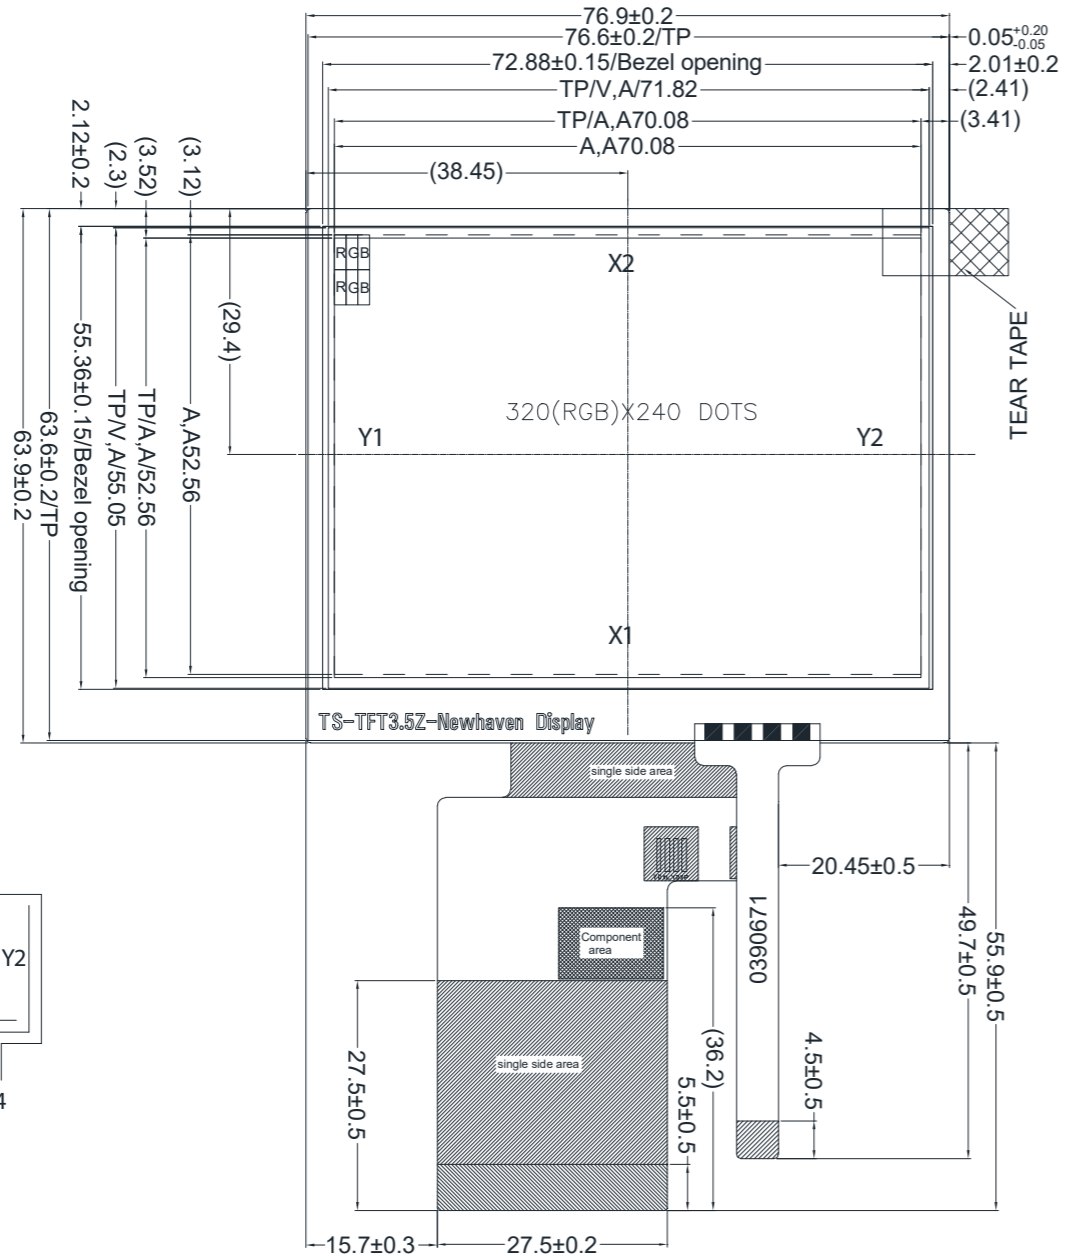 76.9±0.2
76.6±0.2/TP
0.05+0.20-0.05
72.88±0.15/Bezel opening
2.01±0.2
TP/V,A/71.82
(2.41)
TP/A,A70.08
(3.41)
A,A70.08
(38.45)
2.12±0.2
(2.3)
(3.52)
(3.12)
RGB
RGB
X2
(29.4)
TEAR TAPE
320(RGB)X240 DOTS
Y1
Y2
63.9±0.2
63.6±0.2/TP
55.36±0.15/Bezel opening
TP/V,A/55.05
TP/A,A/52.56
A,A52.56
X1
TS-TFT3.5Z-Newhaven Display
single side area
20.45±0.5
0390671
49.7±0.5
55.9±0.5
Component
area
Y2
(36.2)
4.5±0.5
single side area
27.5±0.5
5.5±0.5
4
15.7±0.3
27.5±0.2